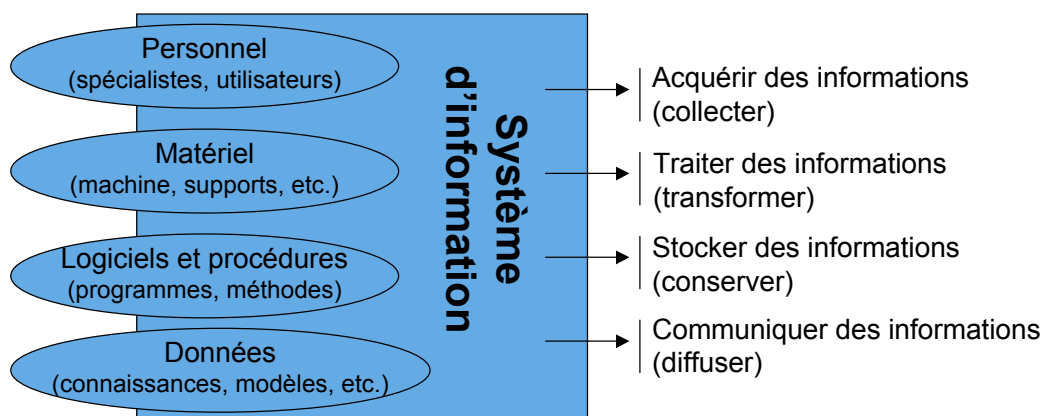 Personnel
(spécialistes, utilisateurs)
Matériel
(machine, supports, etc.)
Logiciels et procédures
(programmes, méthodes)
Données
(connaissances, modèles, etc.)
Système
d’information
Acquérir des informations
(collecter)
Traiter des informations
(transformer)
Stocker des informations
(conserver)
Communiquer des informations
(diffuser)